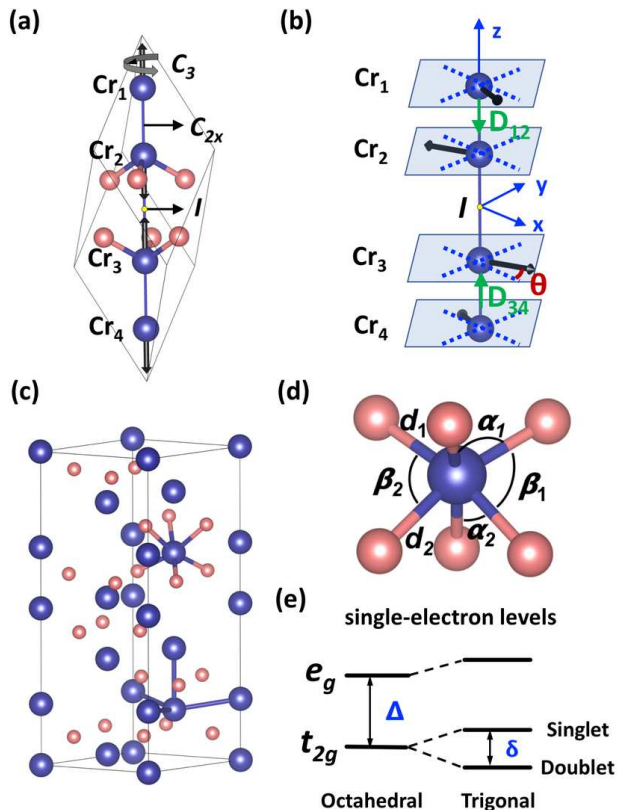 (a)
C3
Cr1
C2x
Cr2
I
Cr3
Cr4
(b)
z
Cr1
D12
Cr2
y
I
x
Cr3
θ
D34
Cr4
(c)
(d)
d1 α1
β2 β1
d2 α2
(e)
single-electron levels
eg
Δ
t2g
Singlet
δ
Doublet
Octahedral Trigonal